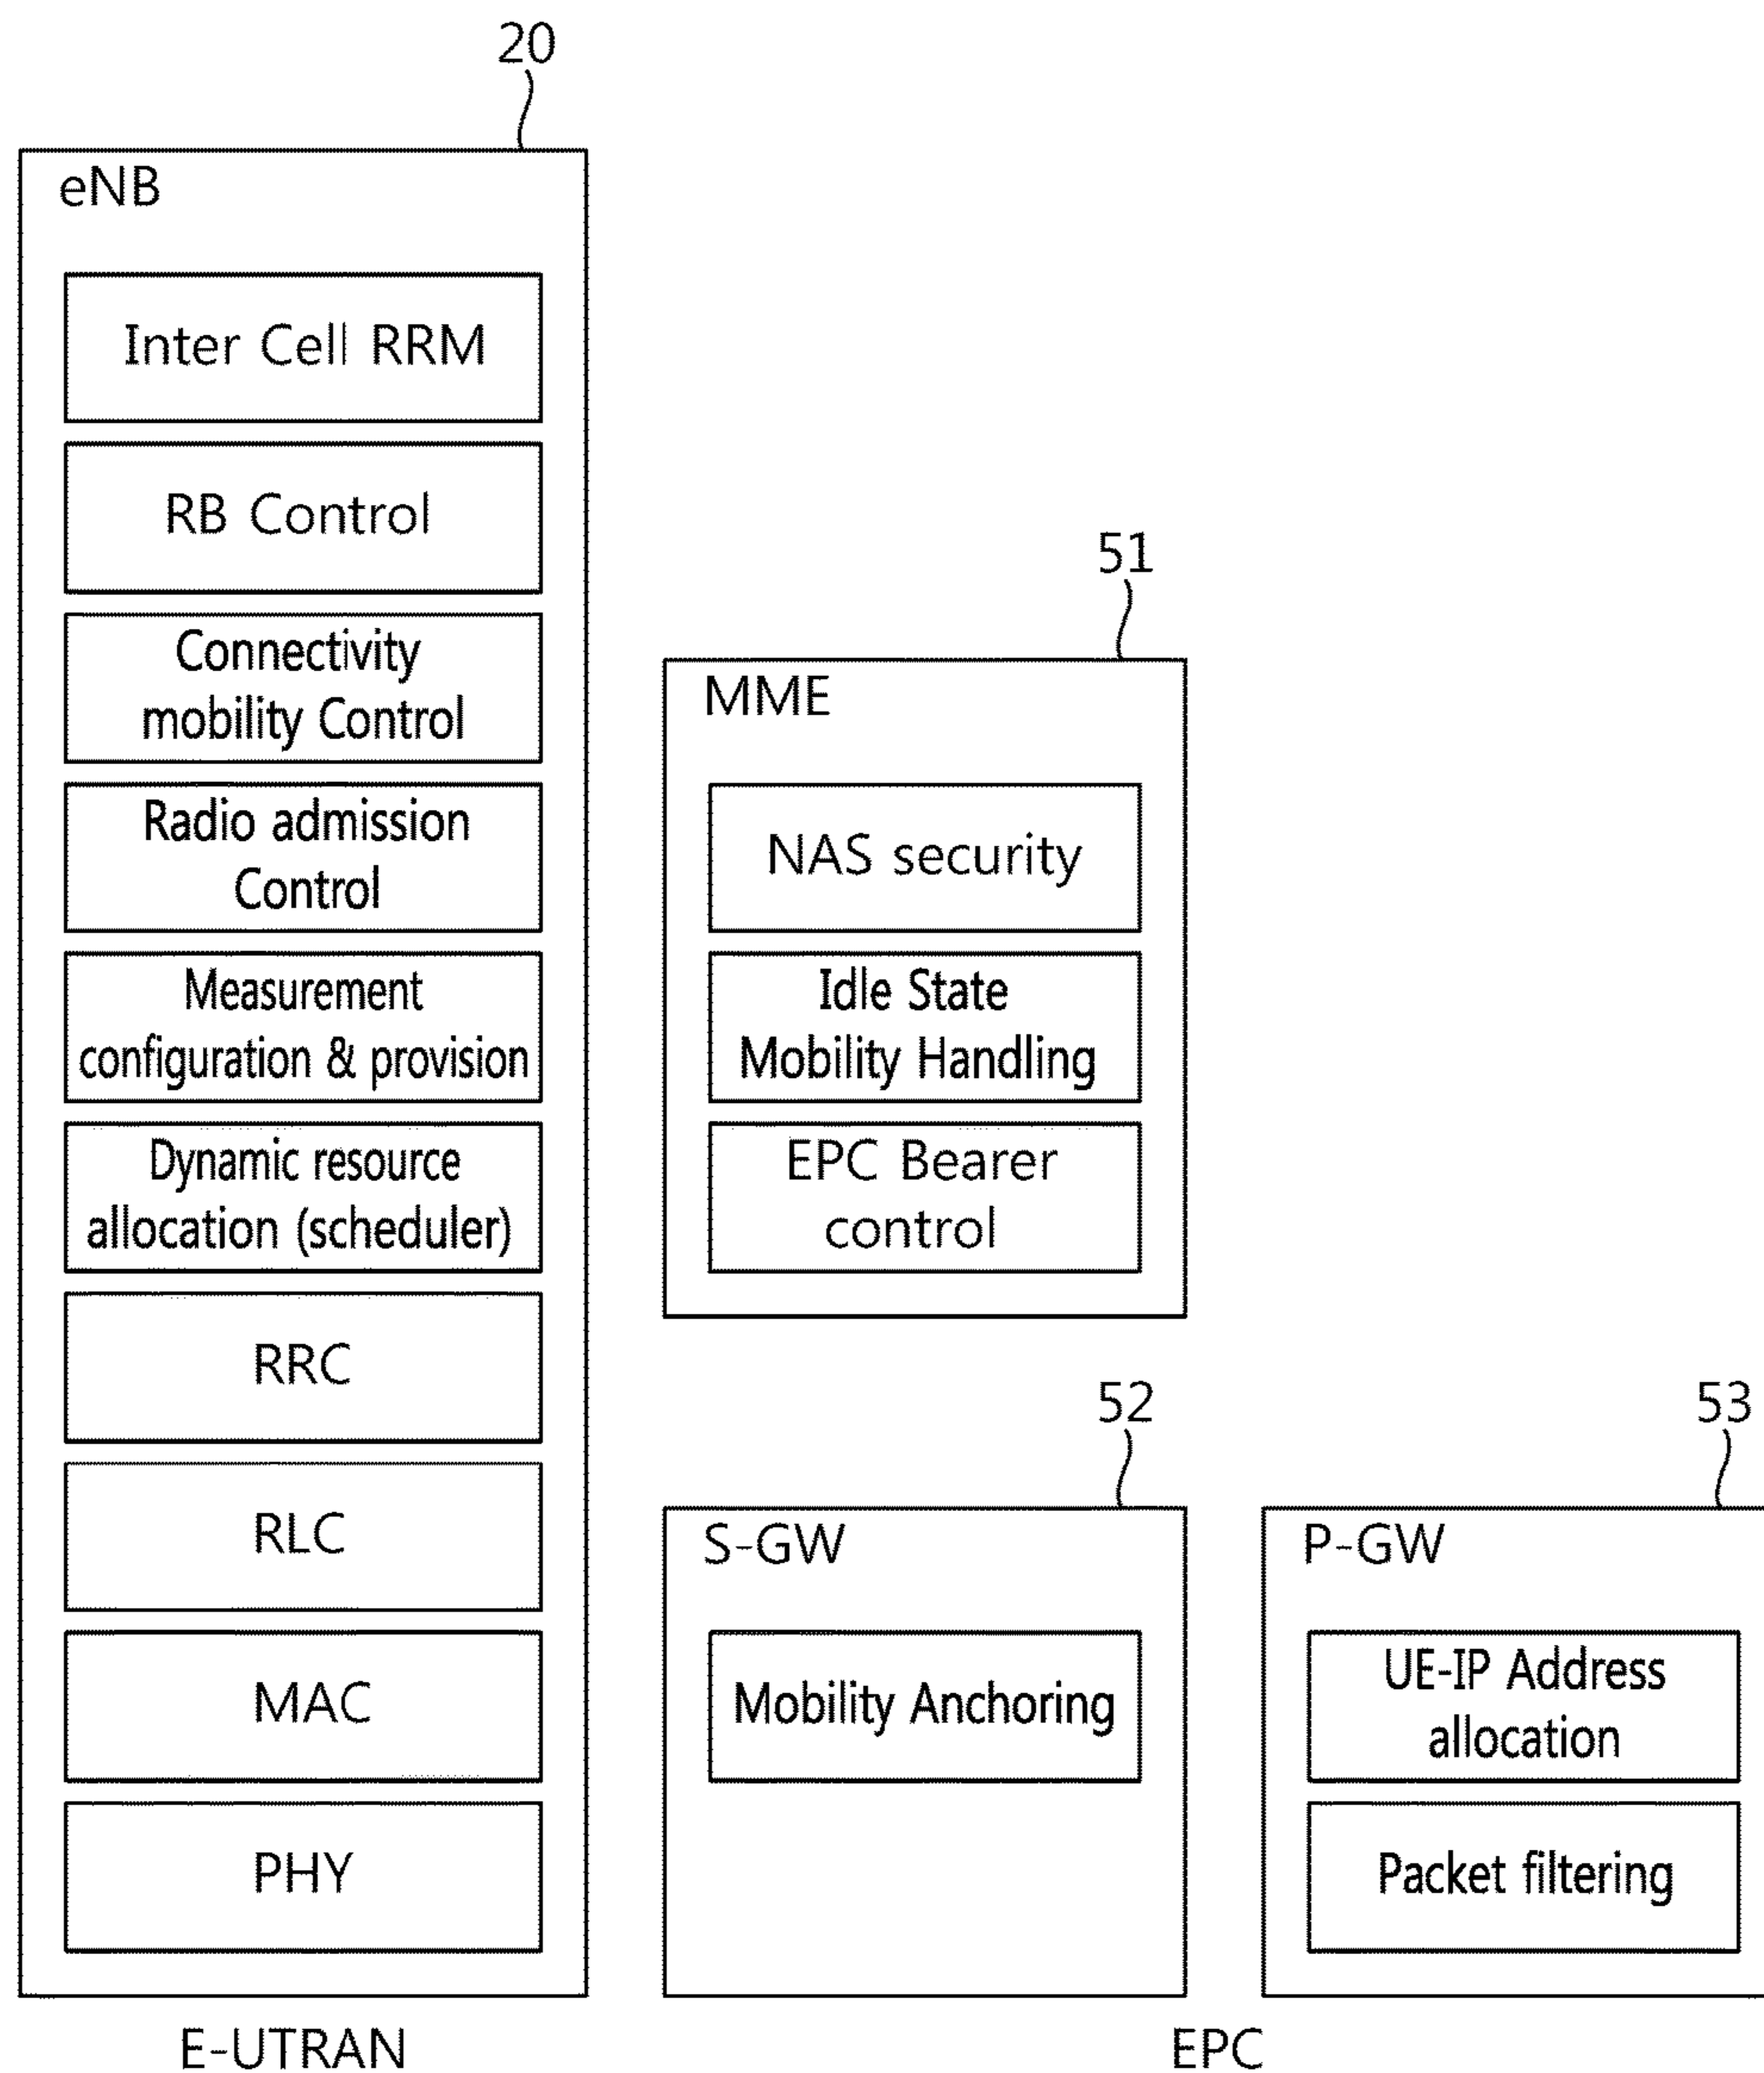 20
eNB
Inter Cell RRM
RB Control
Connectivity
mobility Control
Radio admission
Control
Measurement
configuration & provision
Dynamic resource
allocation (scheduler)
RRC
RLC
MAC
PHY
E-UTRAN
51
MME
NAS security
Idle State
Mobility Handling
EPC Bearer
control
52
S-GW
Mobility Anchoring
53
P-GW
UE-IP Address
allocation
Packet filtering
EPC